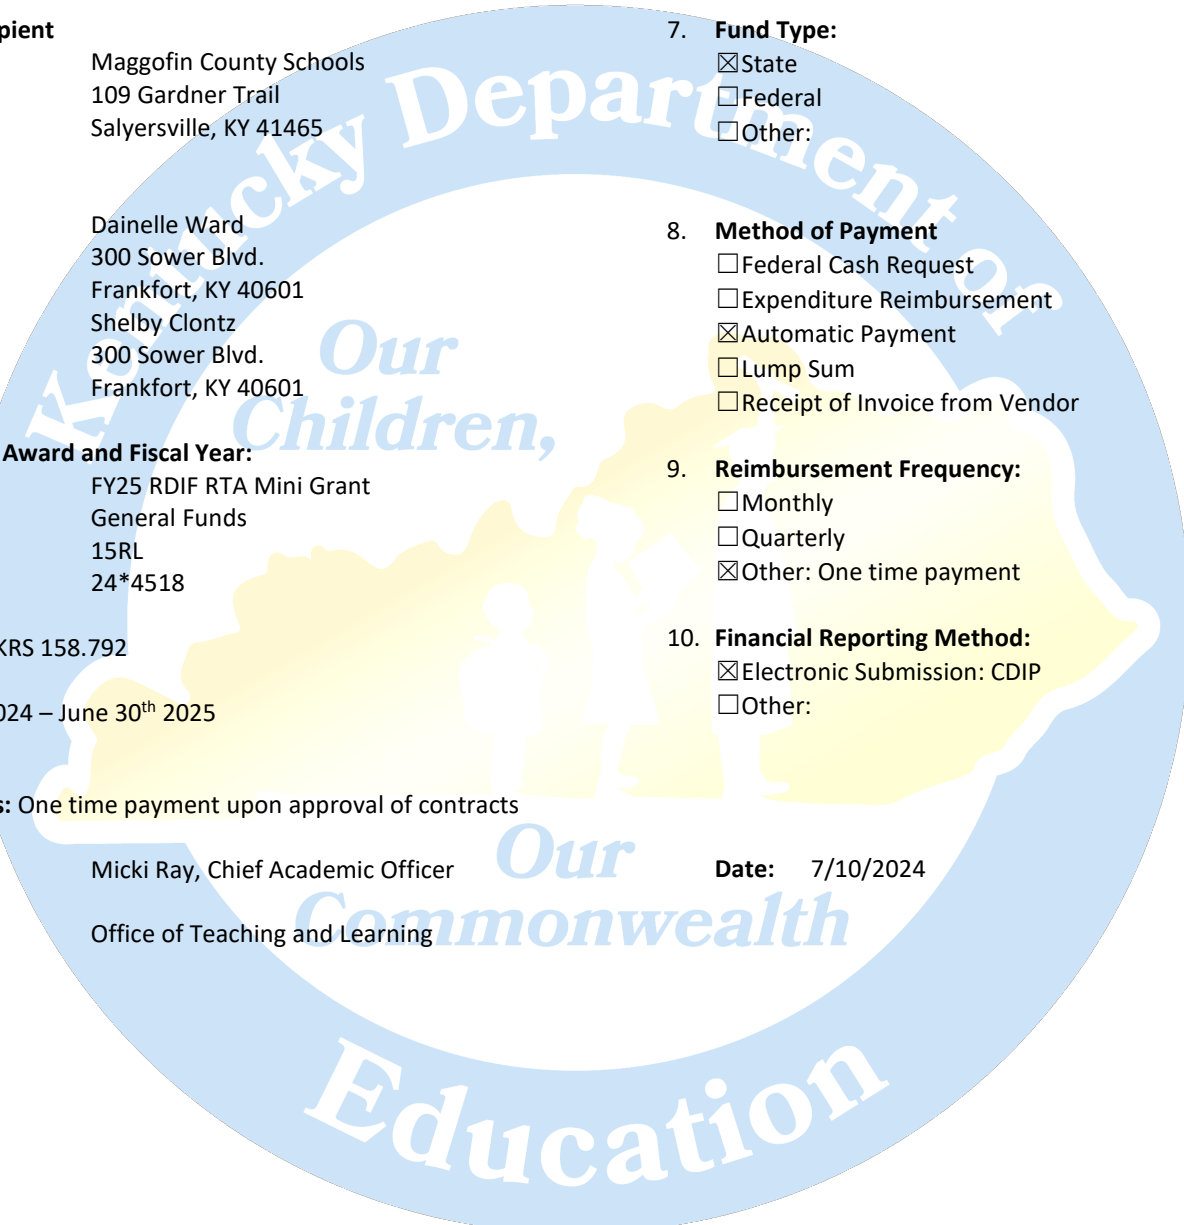 pient
Maggofin County Schools
109 Gardner Trail
Salyersville, KY 41465
Dainelle Ward
300 Sower Blvd.
Frankfort, KY 40601
Shelby Clontz
300 Sower Blvd.
Frankfort, KY 40601
Award and Fiscal Year:
FY25 RDIF RTA Mini Grant
General Funds
15RL
24*4518
KRS 158.792
024 – June 30th 2025
s: One time payment upon approval of contracts
Micki Ray, Chief Academic Officer
Office of Teaching and Learning
7. Fund Type:
☒State
☐Federal
☐Other:
8. Method of Payment
☐Federal Cash Request
☐Expenditure Reimbursement
☒Automatic Payment
☐Lump Sum
☐Receipt of Invoice from Vendor
9. Reimbursement Frequency:
☐Monthly
☐Quarterly
☒Other: One time payment
10. Financial Reporting Method:
☒Electronic Submission: CDIP
☐Other:
Date: 7/10/2024
Kentucky Department of
Education
Our
Children,
Our
Commonwealth